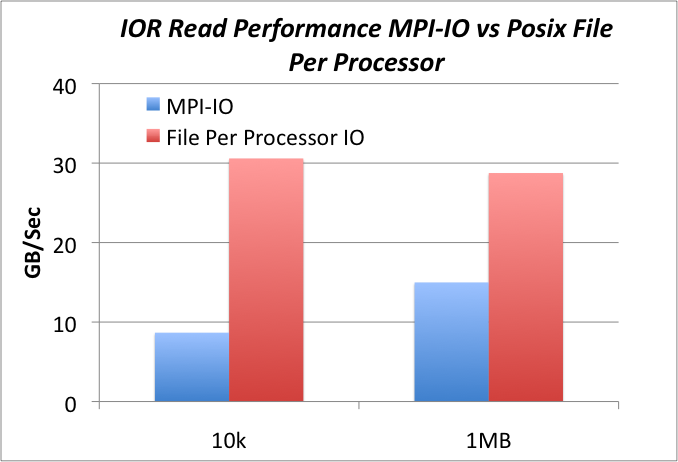 IOR Read Performance MPI-IO vs Posix File
Per Processor
40
MPI-IO
File Per Processor IO
30
GB/Sec
20
10
0
10k
1MB